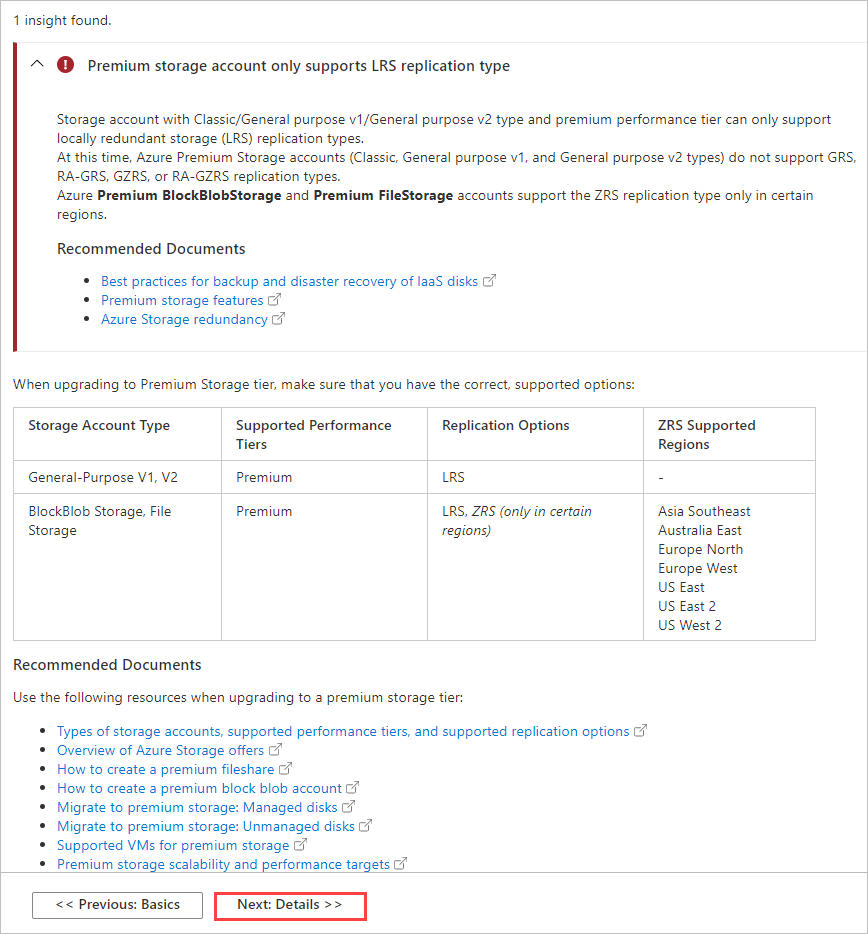 1 insight found.
Premium storage account only supports LRS replication type
Storage account with Classic/General purpose v1/General purpose v2 type and premium performance tier can only support
locally redundant storage (LRS) replication types.
At this time, Azure Premium Storage accounts (Classic, General purpose v1, and General purpose v2 types) do not support GRS,
RA-GRS, GZRS, or RA-GZRS replication types.
Azure Premium BlockBlobStorage and Premium FileStorage accounts support the ZRS replication type only in certain
regions.
Recommended Documents
Best practices for backup and disaster recovery of IaaS disks
Premium storage features
Azure Storage redundancy
When upgrading to Premium Storage tier, make sure that you have the correct, supported options:
Storage Account Type
Supported Performance
Tiers
Replication Options
ZRS Supported
Regions
General-Purpose V1, V2
Premium
LRS
-
BlockBlob Storage, File
Storage
Premium
LRS, ZRS (only in certain
regions)
Asia Southeast
Australia East
Europe North
Europe West
US East
US East 2
US West 2
Recommended Documents
Use the following resources when upgrading to a premium storage tier:
Types of storage accounts, supported performance tiers, and supported replication options
Overview of Azure Storage offers
How to create a premium fileshare
How to create a premium block blob account
Migrate to premium storage: Managed disks
Migrate to premium storage: Unmanaged disks
Supported VMs for premium storage
Premium storage scalability and performance targets
<< Previous: Basics
Next: Details >>